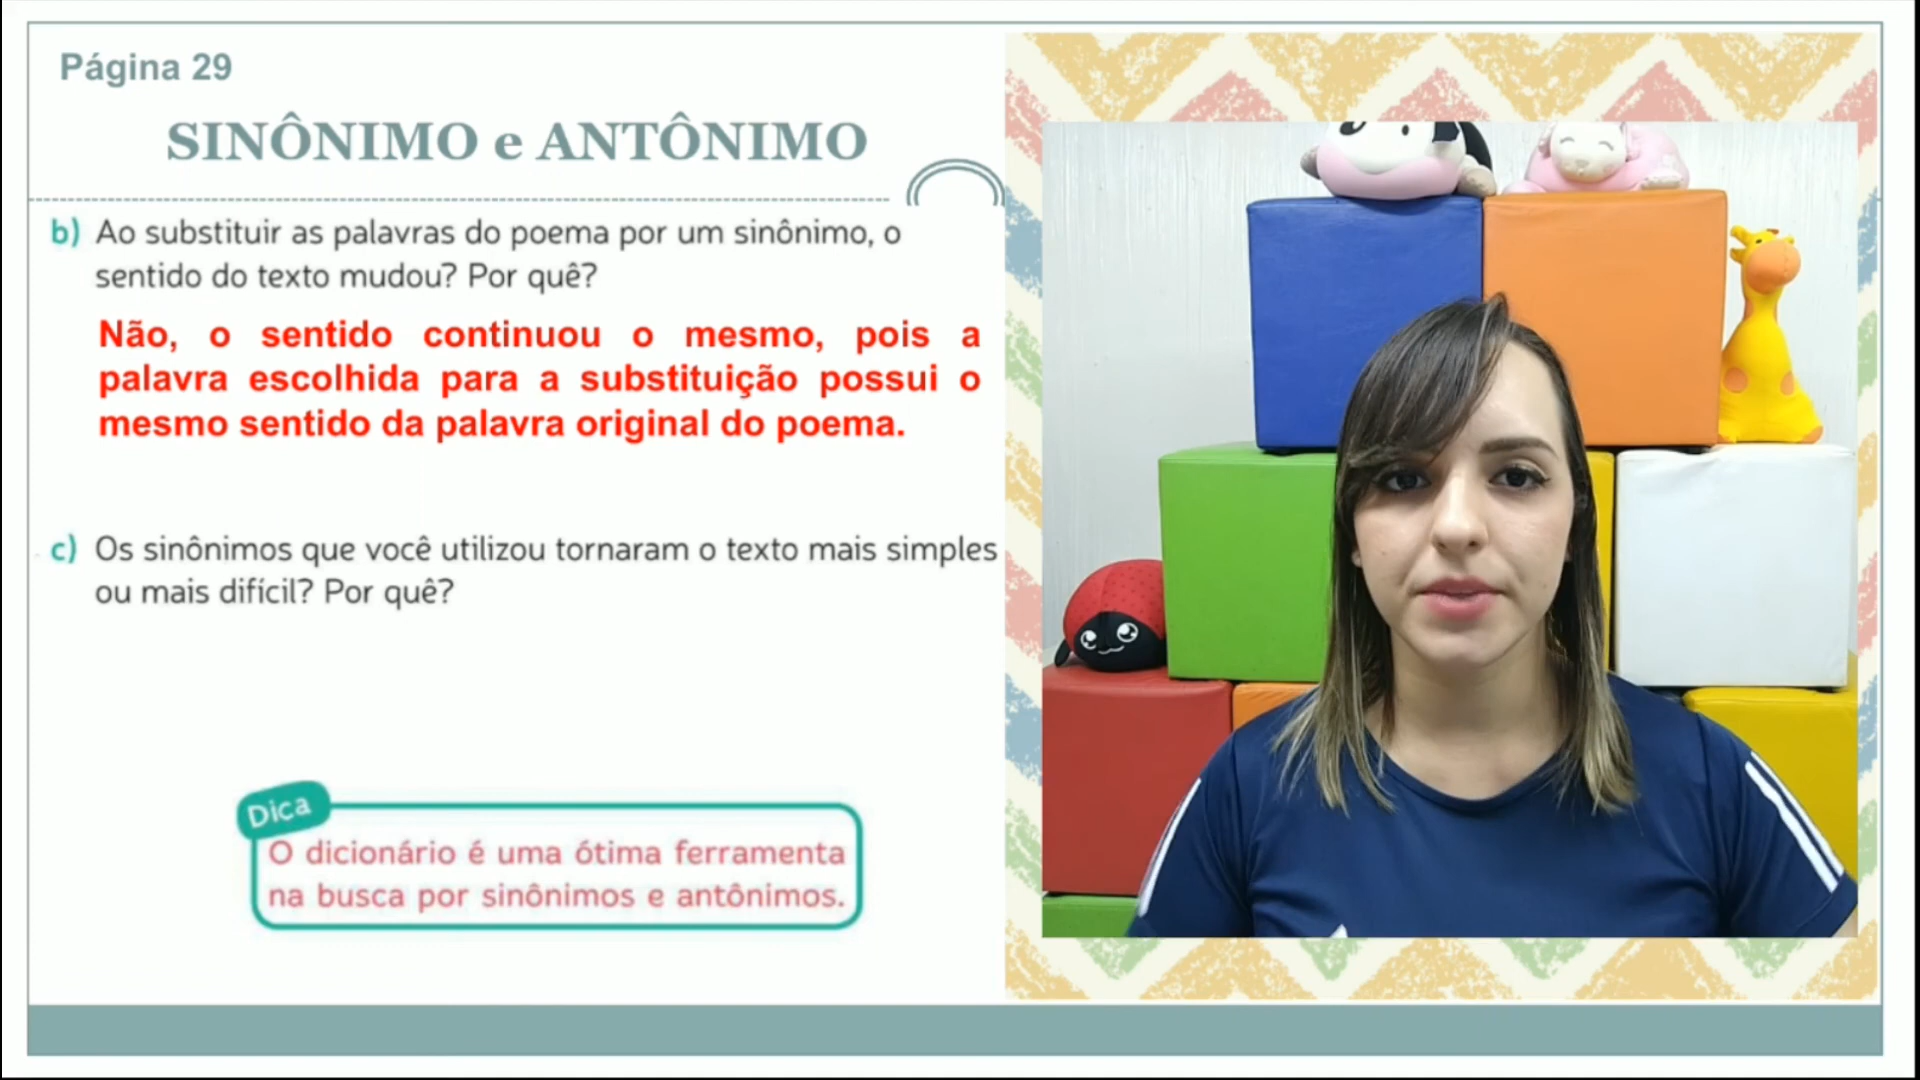 Página 29
SINÔNIMO e ANTÔNIMO
b) Ao substituir as palavras do poema por um sinônimo, o
sentido do texto mudou? Por quê?
Não, o sentido continuou o mesmo, pois a
palavra escolhida para a substituição possui o
mesmo sentido da palavra original do poema.
c) Os sinônimos que você utilizou tornaram o texto mais simples
ou mais difícil? Por quê?
Dica
O dicionário é uma ótima ferramenta
na busca por sinônimos e antônimos.